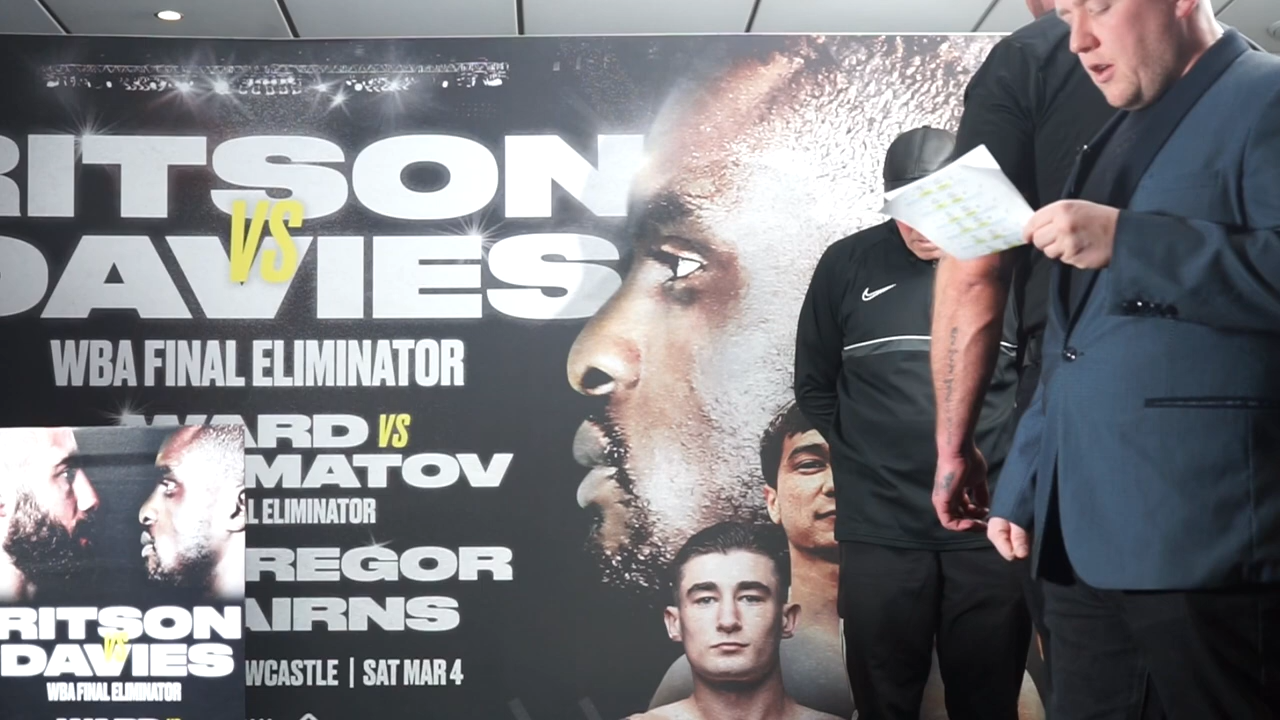 RITSON
VS
DAVIES
WBA FINAL ELIMINATOR
WARD VS
MATOV
L ELIMINATOR
REGOR
AIRNS
WCASTLE | SAT MAR 4
RITSON
VS
DAVIES
WBA FINAL ELIMINATOR
WARD